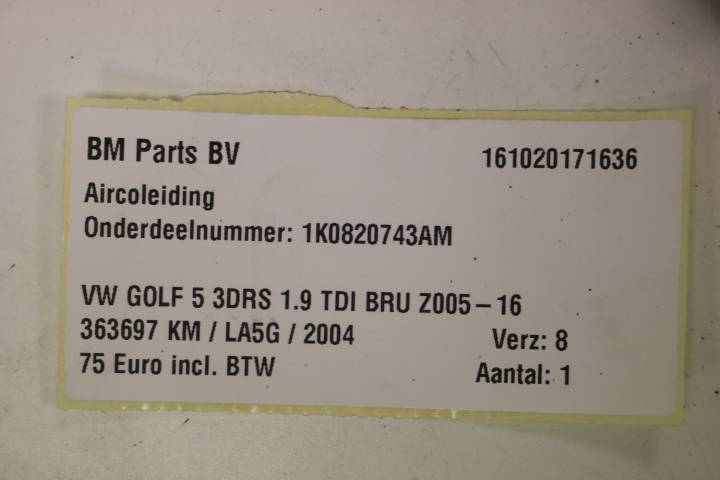 BM Parts BV 161020171636
Aircoleiding
Onderdeelnummer: 1K0820743AM
VW GOLF 5 3DRS 1.9 TDI BRU Z005-16
363697 KM / LA5G / 2004 Verz: 8
75 Euro incl. BTW Aantal: 1